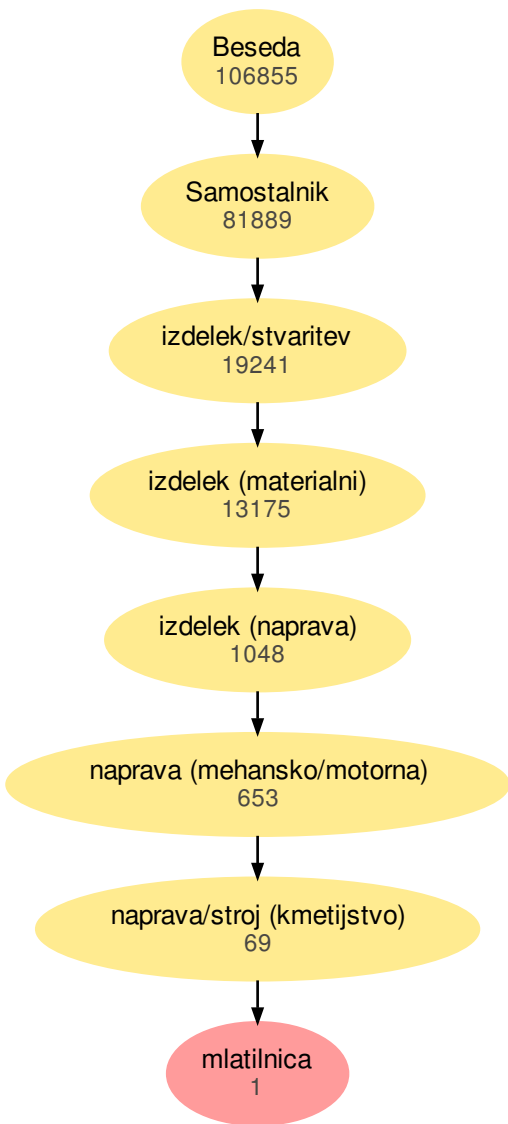 Beseda
106855
Samostalnik
81889
izdelek/stvaritev
19241
izdelek (materialni)
13175
izdelek (naprava)
1048
naprava (mehansko/motorna)
653
naprava/stroj (kmetijstvo)
69
mlatilnica
1